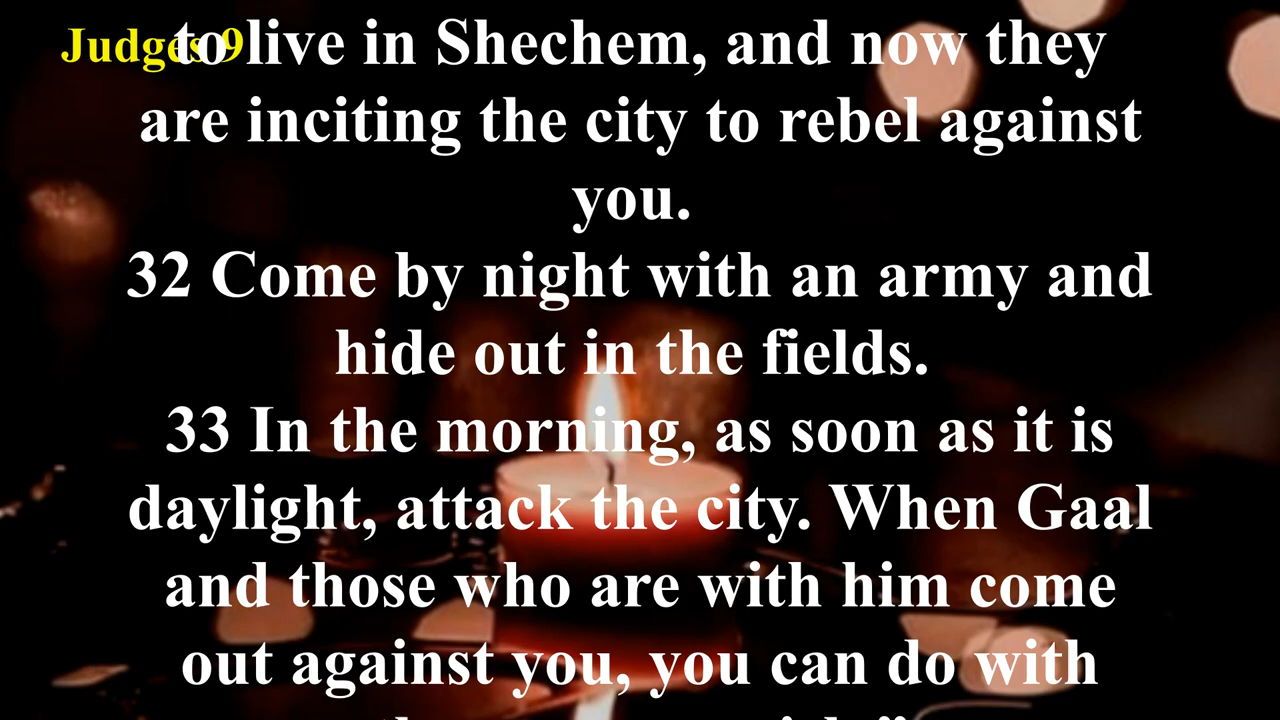 Judges 9
to live in Shechem, and now they
are inciting the city to rebel against
you.
32 Come by night with an army and
hide out in the fields.
33 In the morning, as soon as it is
daylight, attack the city. When Gaal
and those who are with him come
out against you, you can do with